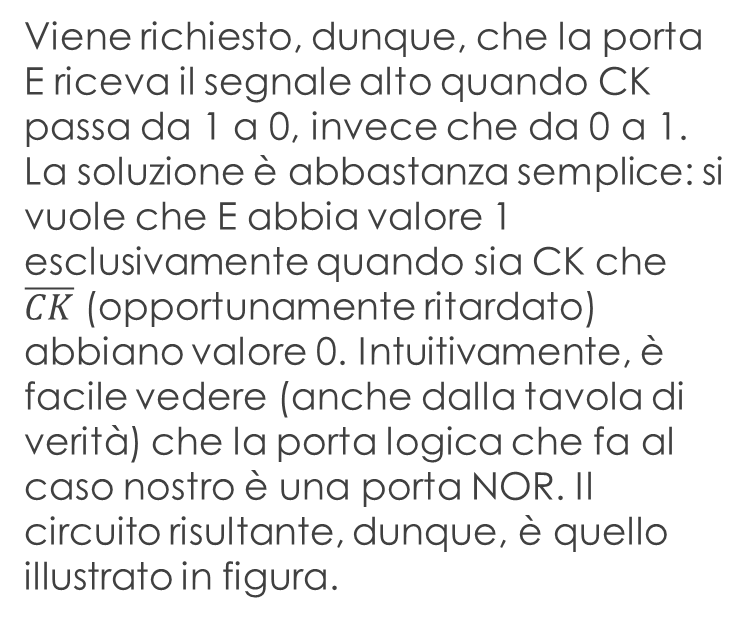 Viene richiesto, dunque, che la porta
E riceva il segnale alto quando CK
passa da 1 a 0, invece che da 0 a 1.
La soluzione è abbastanza semplice: si
vuole che E abbia valore 1
esclusivamente quando sia CK che
\overline{CK} (opportunamente ritardato)
abbiano valore 0. Intuitivamente, è
facile vedere (anche dalla tavola di
verità) che la porta logica che fa al
caso nostro è una porta NOR. Il
circuito risultante, dunque, è quello
illustrato in figura.